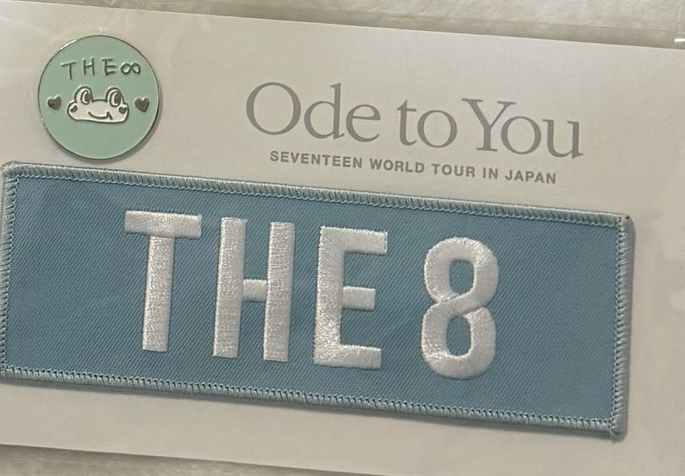 THE∞
Ode to You
SEVENTEEN WORLD TOUR IN JAPAN
THE 8